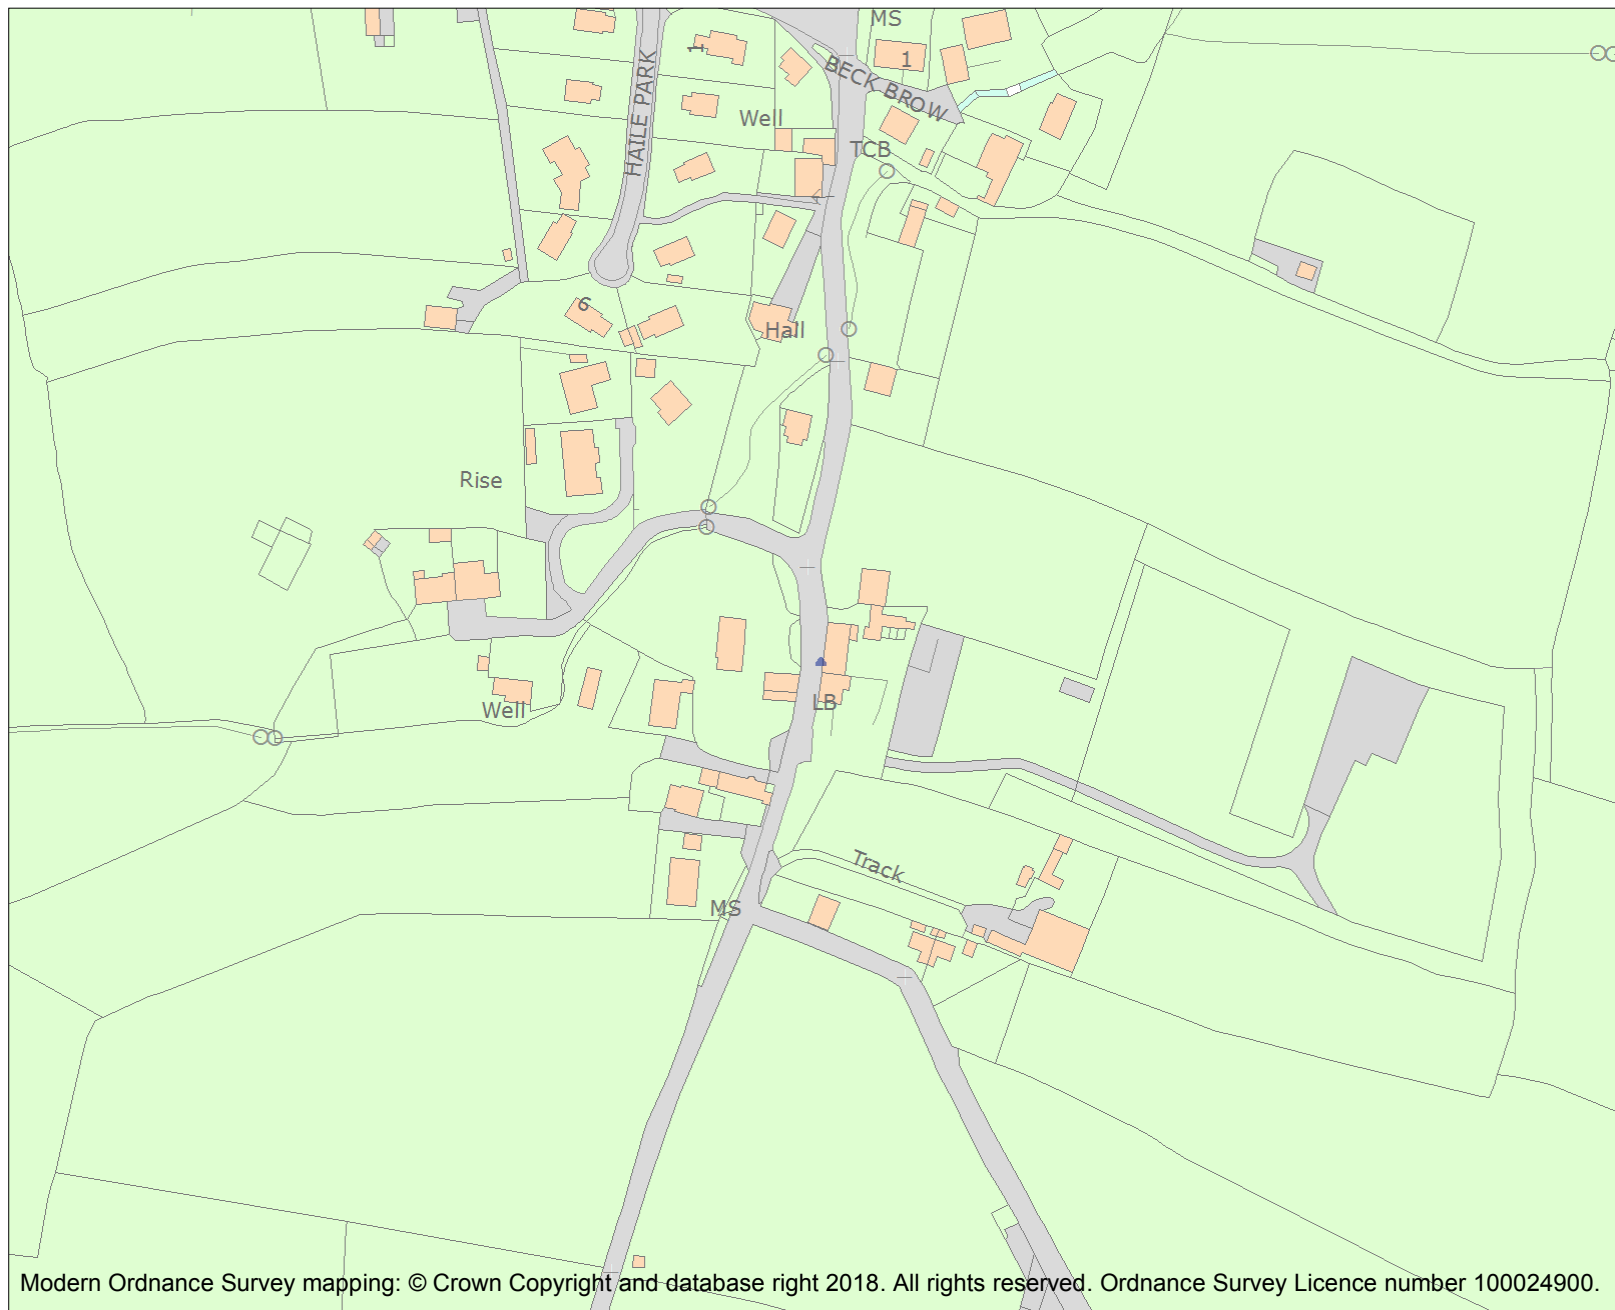 MS
1
1
BECK BROW
HAILE PARK
Well
TCB
6
Hall
Rise
LB
Well
Track
MS
Modern Ordnance Survey mapping: © Crown Copyright and database right 2018. All rights reserved. Ordnance Survey Licence number 100024900.